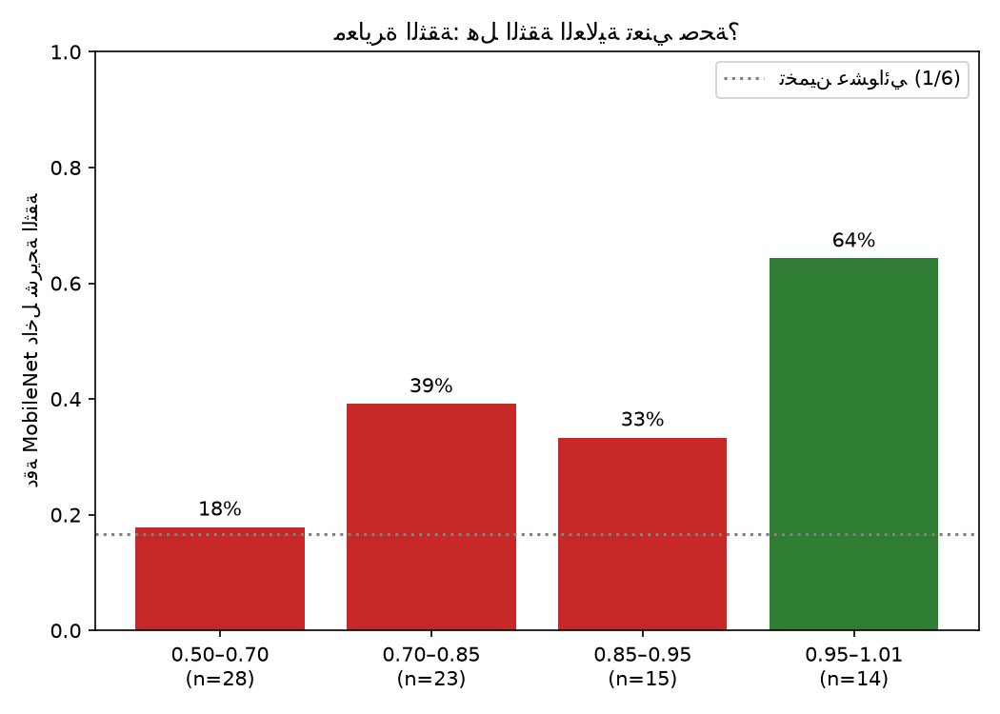 معايرة الثقة: هل الثقة العالية تعني صحة؟
تخمين عشوائي (1/6)
دقة MobileNet داخل شريحة الثقة
1.0
0.8
0.6
0.4
0.2
0.0
18%
39%
33%
64%
0.50–0.70
(n=28)
0.70–0.85
(n=23)
0.85–0.95
(n=15)
0.95–1.01
(n=14)